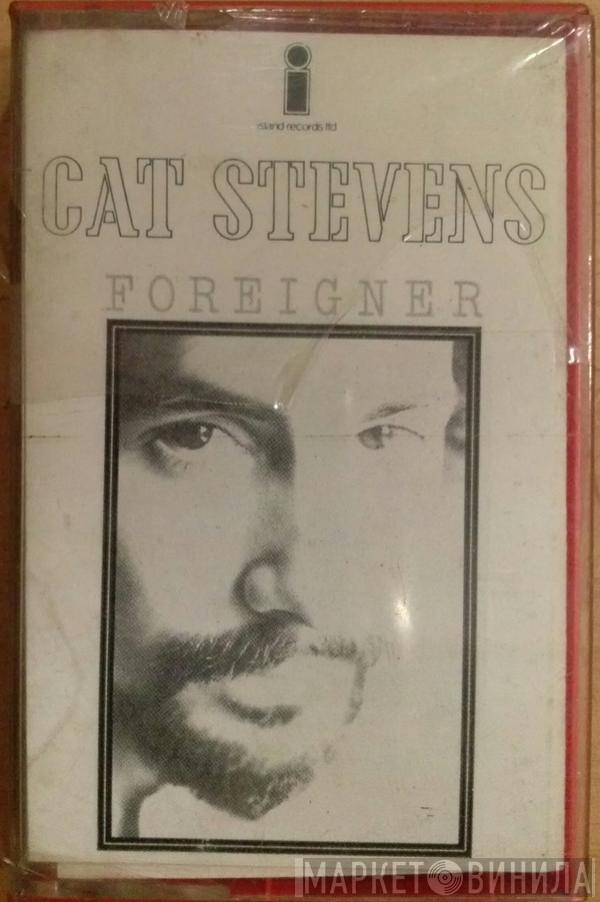 island records ltd
CAT STEVENS
FOREIGNER
МАРКЕТ ВИНИЛА